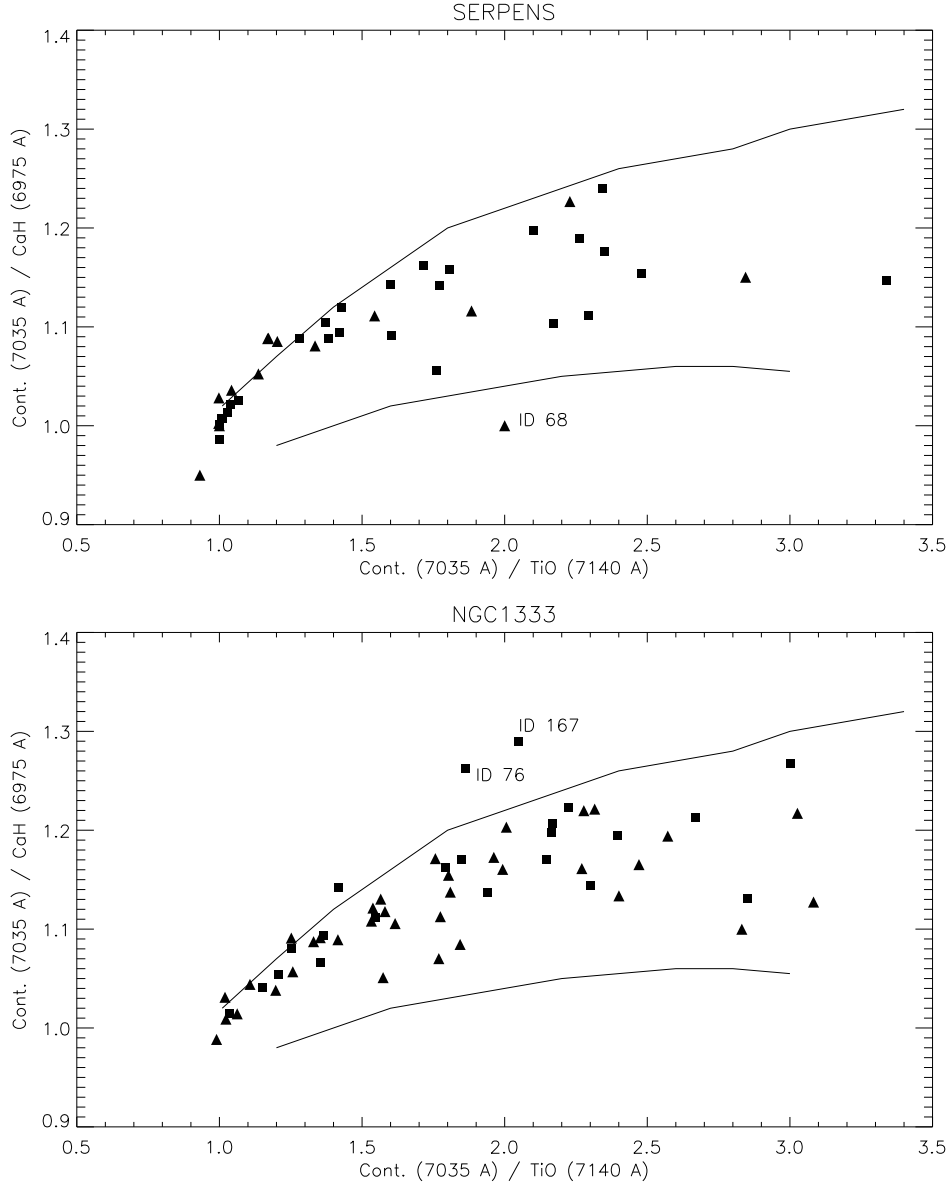 SERPENS
Cont. (7035 A) / CaH (6975 A)
1.4
1.3
1.2
1.1
1.0
0.9
ID 68
0.5 1.0 1.5 2.0 2.5 3.0 3.5
Cont. (7035 A) / TiO (7140 A)
NGC1333
Cont. (7035 A) / CaH (6975 A)
1.4
1.3
1.2
1.1
1.0
0.9
ID 167
ID 76
0.5 1.0 1.5 2.0 2.5 3.0 3.5
Cont. (7035 A) / TiO (7140 A)